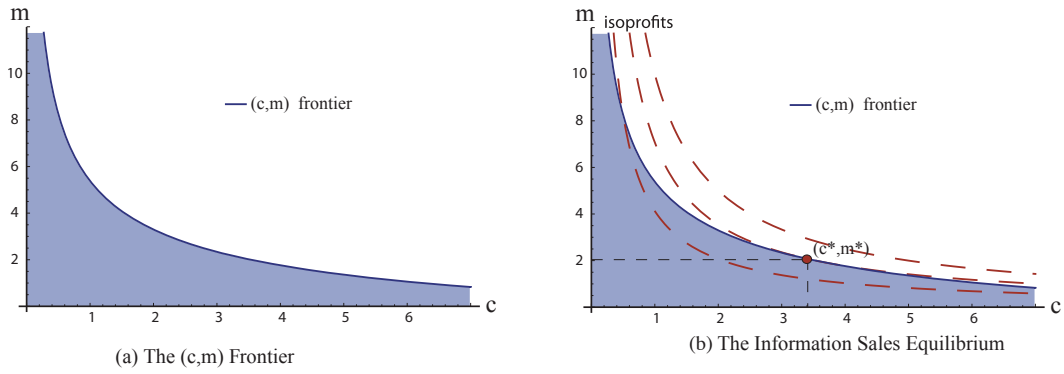 m
10
8
6
4
2
(c,m) frontier
1
2
3
4
5
6
c
(a) The (c,m) Frontier
m
isoprofits
10
8
6
4
2
(c,m) frontier
(c*,m*)
1
2
3
4
5
6
c
(b) The Information Sales Equilibrium